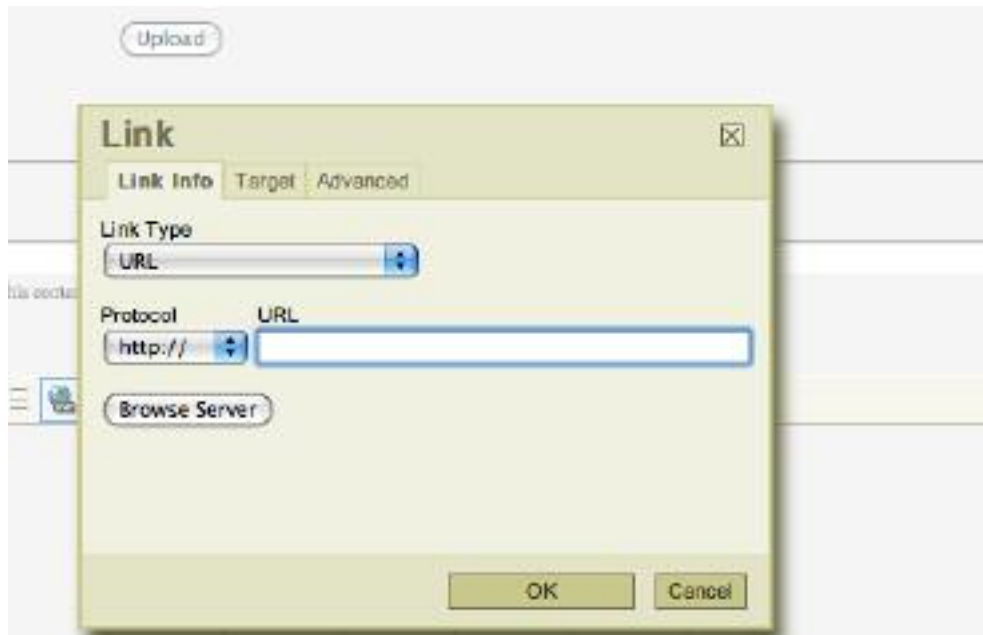 Upload
Link
Link Info Target Advanced
Link Type
URL
Protocol URL
http://
Browse Server
OK Cancel